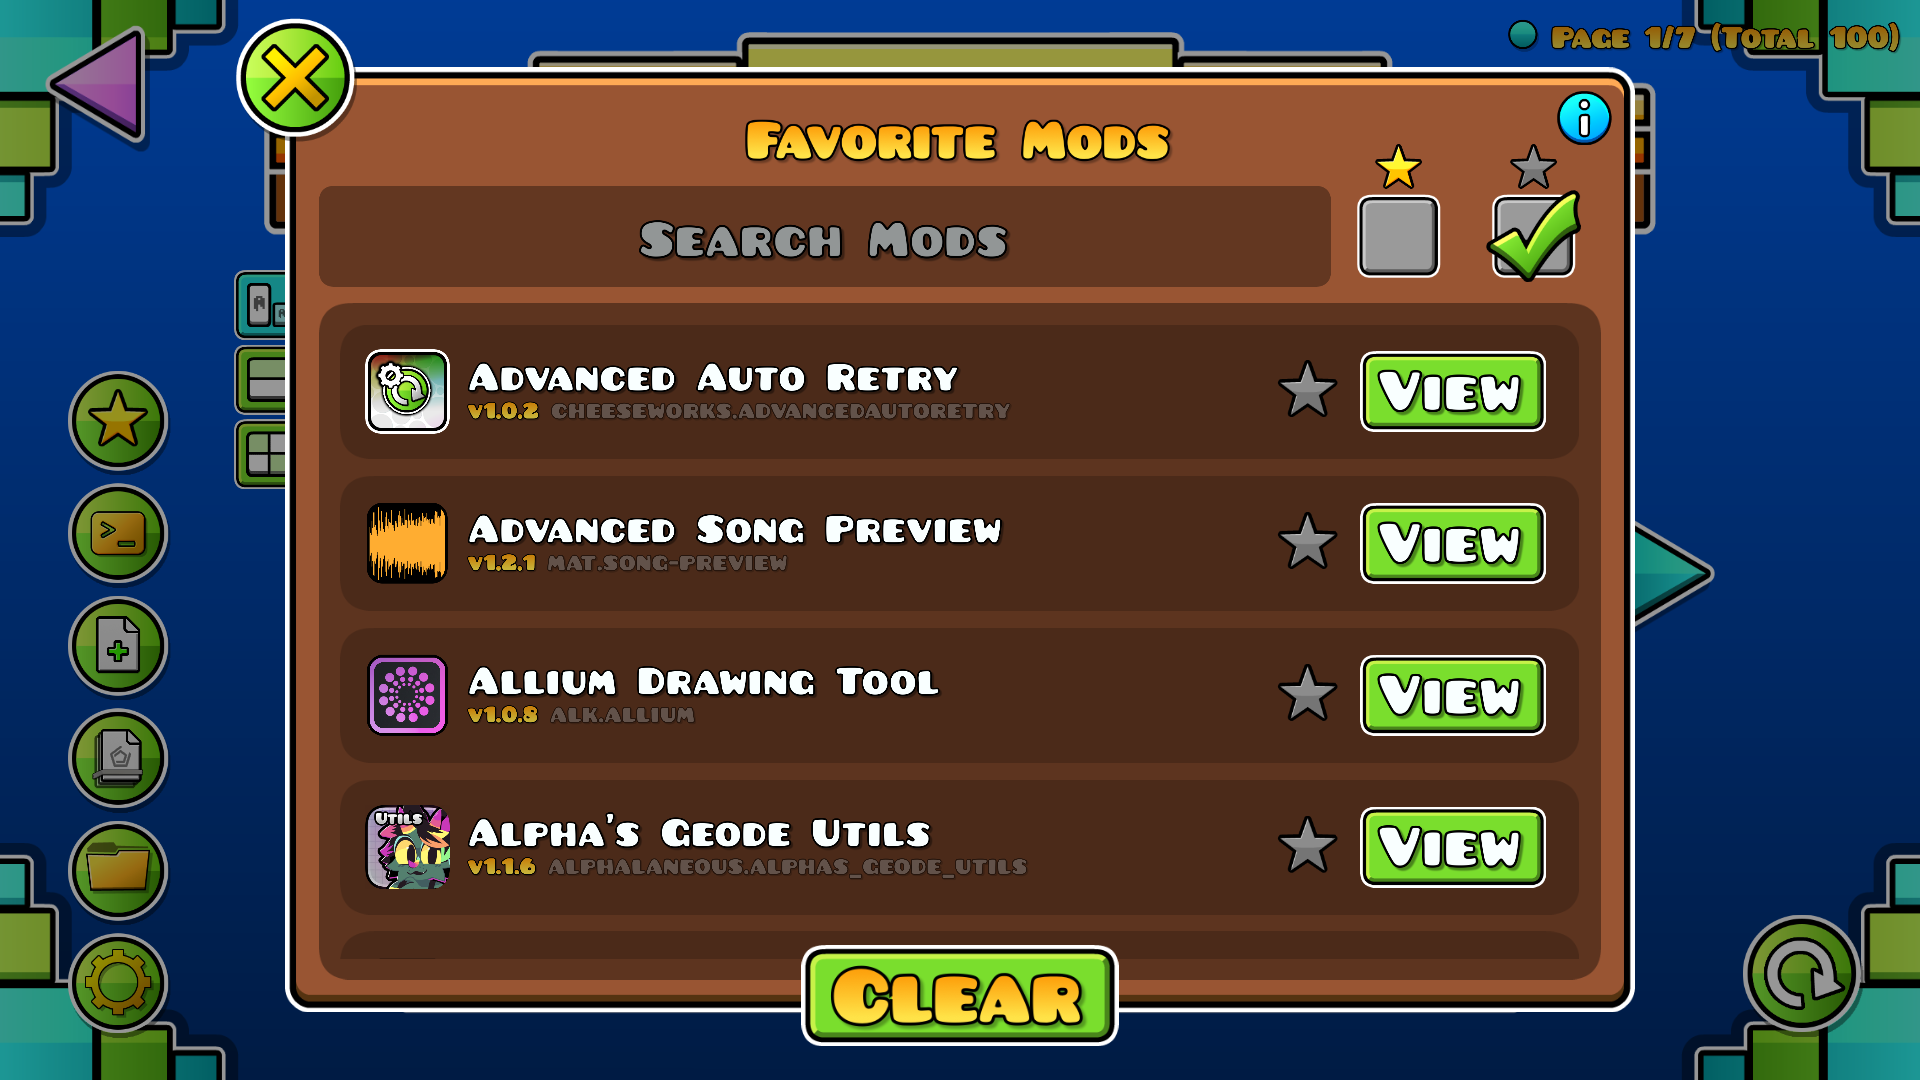 Page 1/7 (Total 100)
Favorite Mods
Search Mods
Advanced Auto Retry
v1.0.2 cheeseworks.advancedautoretry
View
Advanced Song Preview
v1.2.1 mat.song-preview
View
Allium Drawing Tool
v1.0.8 alk.allium
View
Utils
Alpha's Geode Utils
v1.1.6 alphalaneous.alphas_geode_utils
View
Clear